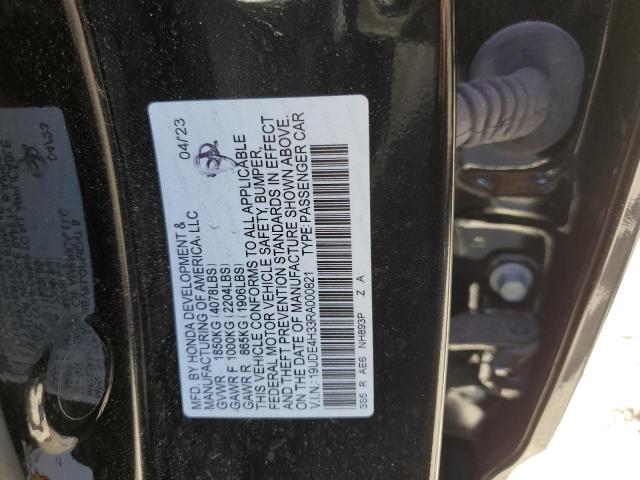 MFD. BY HONDA DEVELOPMENT & 04/'23
MANUFACTURING OF AMERICA, LLC
GVWR 1850KG(4078LBS)
GAWR F 1000KG(2204LBS)
GAWR R 865KG(1906LBS)
THIS VEHICLE CONFORMS TO ALL APPLICABLE
FEDERAL MOTOR VEHICLE SAFETY, BUMPER,
AND THEFT PREVENTION STANDARDS IN EFFECT
ON THE DATE OF MANUFACTURE SHOWN ABOVE.
V.I.N.:19UDE4H33RA000821 TYPE:PASSENGER CAR
395 R AE6 NH893P Z A